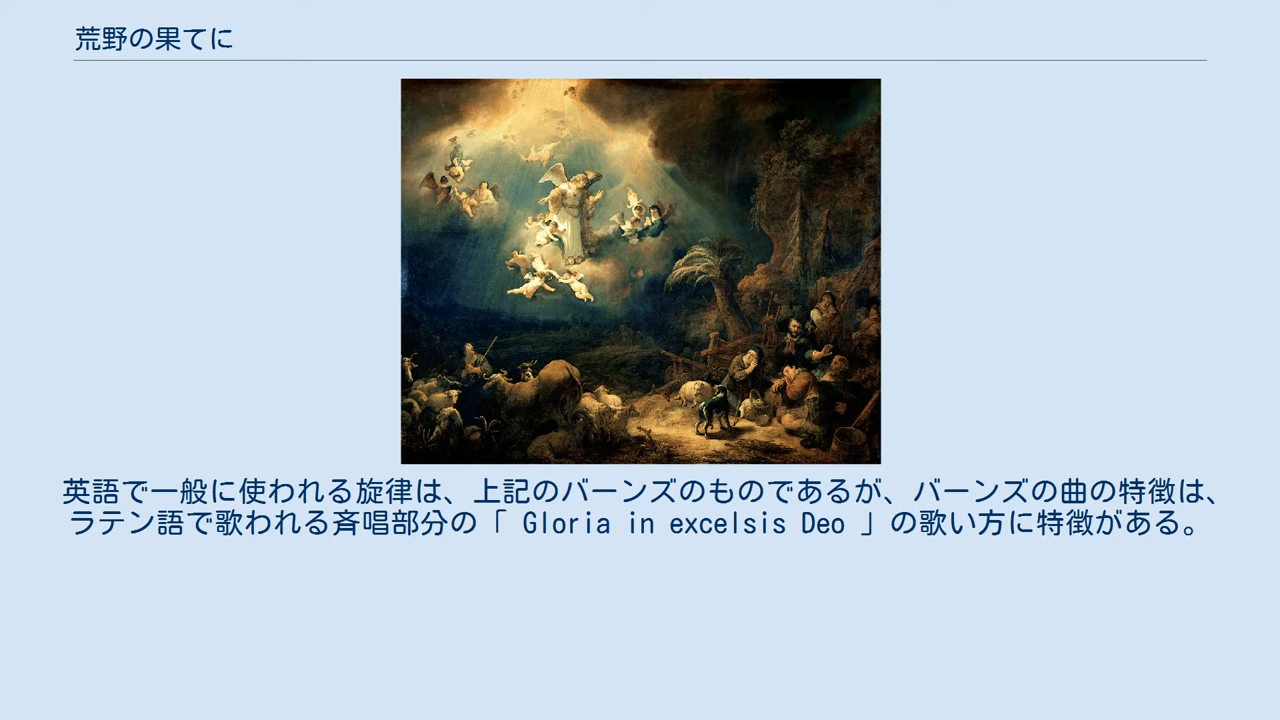 荒野の果てに
英語で一般に使われる旋律は、上記のバーンズのものであるが、バーンズの曲の特徴は、
ラテン語で歌われる斉唱部分の「 Gloria in excelsis Deo 」の歌い方に特徴がある。